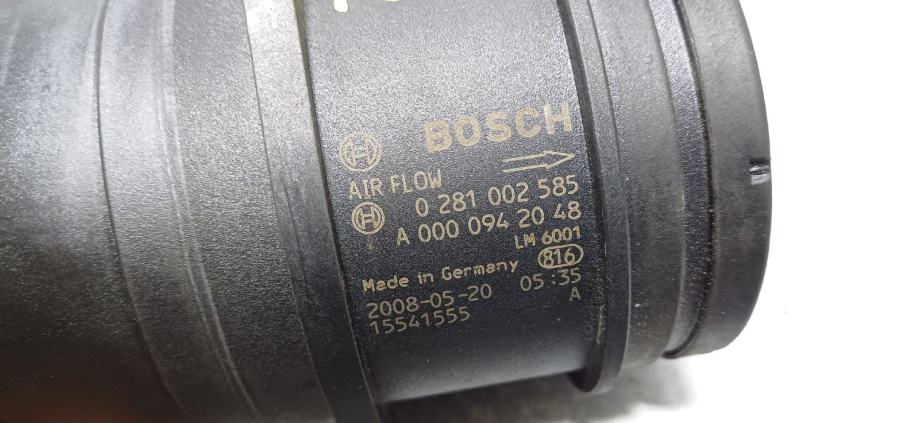 BOSCH
AIR FLOW
0 281 002 585
A 000 094 20 48
LM 6001
816
Made in Germany
2008-05-20 05:35
A
15541555